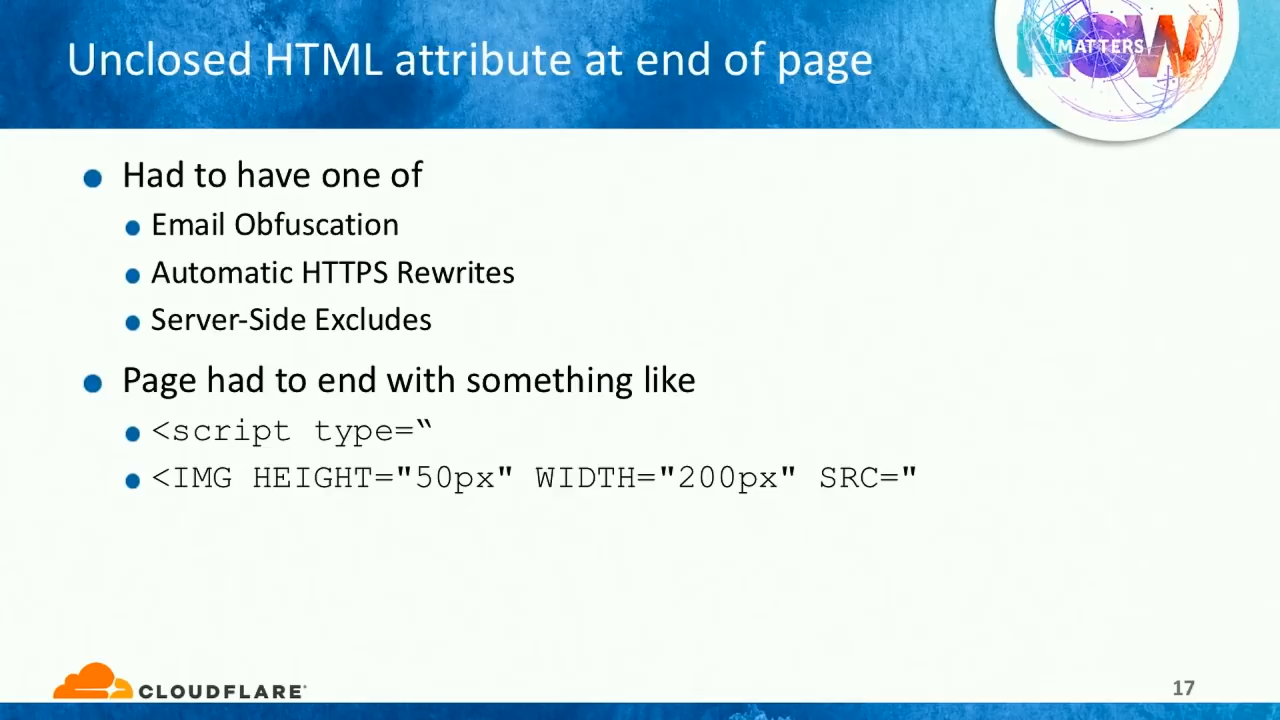 Unclosed HTML attribute at end of page
NOW
MATTERS
Had to have one of
Email Obfuscation
Automatic HTTPS Rewrites
Server-Side Excludes
Page had to end with something like
<script type=“
<IMG HEIGHT="50px" WIDTH="200px" SRC="
CLOUDFLARE
17